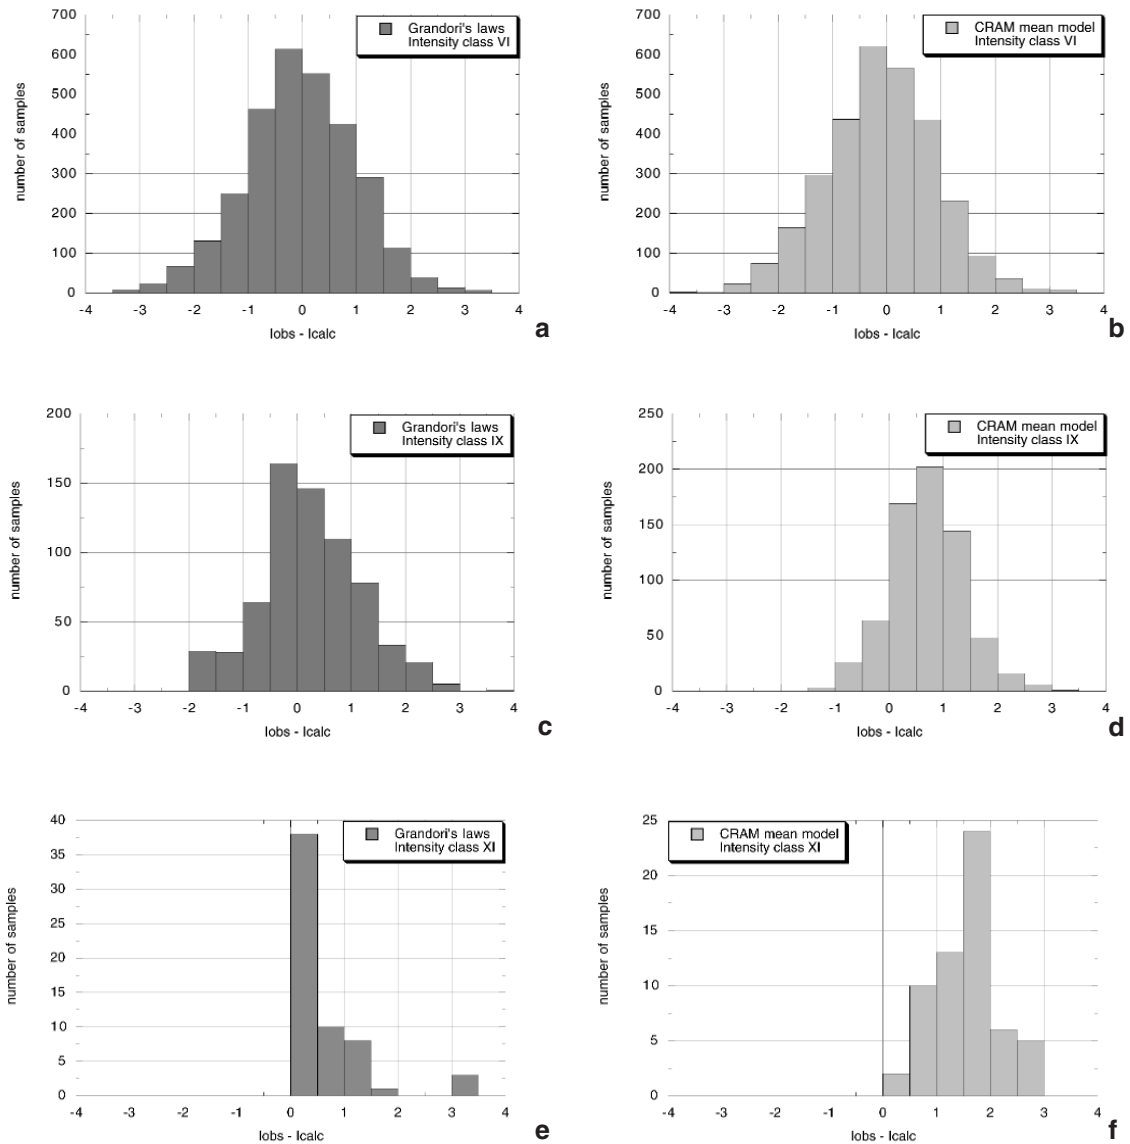 700
600
500
400
300
200
100
0
number of samples
Grandori's laws
Intensity class VI
-4 -3 -2 -1 0 1 2 3 4
Iobs - Icalc
a
700
600
500
400
300
200
100
0
number of samples
CRAM mean model
Intensity class VI
-4 -3 -2 -1 0 1 2 3 4
Iobs - Icalc
b
200
150
100
50
0
number of samples
Grandori's laws
Intensity class IX
-4 -3 -2 -1 0 1 2 3 4
Iobs - Icalc
c
250
200
150
100
50
0
number of samples
CRAM mean model
Intensity class IX
-4 -3 -2 -1 0 1 2 3 4
Iobs - Icalc
d
40
35
30
25
20
15
10
5
0
number of samples
Grandori's laws
Intensity class XI
-4 -3 -2 -1 0 1 2 3 4
Iobs - Icalc
e
25
20
15
10
5
0
number of samples
CRAM mean model
Intensity class XI
-4 -3 -2 -1 0 1 2 3 4
Iobs - Icalc
f